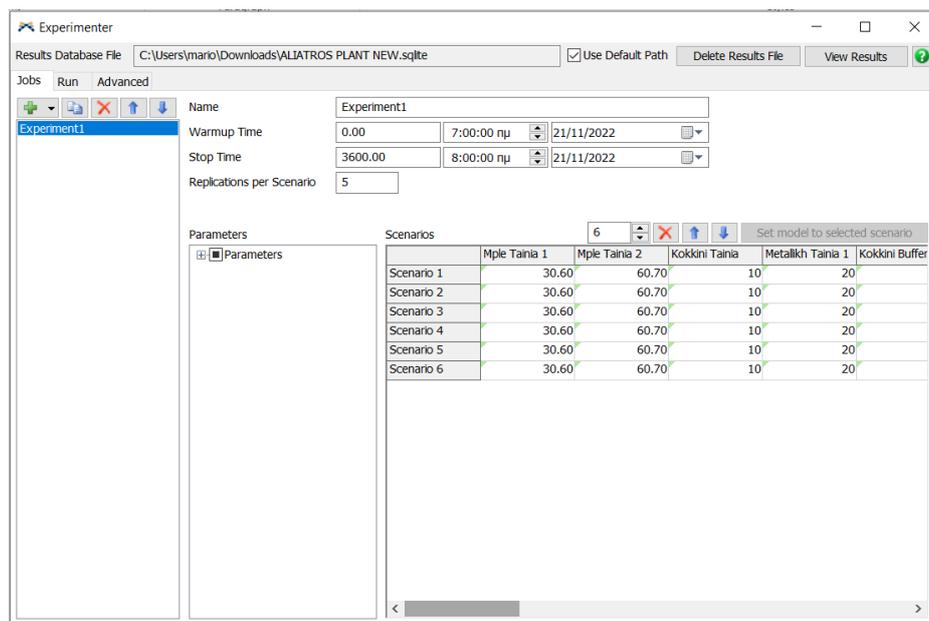 Experimenter
Results Database File C:\Users\mario\Downloads\ALIATROS PLANT NEW.sqlite Use Default Path Delete Results File View Results ?
Jobs Run Advanced
Name Experiment1
Experiment1
Warmup Time 0.00 7:00:00 πμ 21/11/2022
Stop Time 3600.00 8:00:00 πμ 21/11/2022
Replications per Scenario 5
Parameters Scenarios 6 Set model to selected scenario
Parameters
Mple Tainia 1 Mple Tainia 2 Kokkini Tainia Metalikh Tainia 1 Kokkini Buffer
Scenario 1 30.60 60.70 10 20
Scenario 2 30.60 60.70 10 20
Scenario 3 30.60 60.70 10 20
Scenario 4 30.60 60.70 10 20
Scenario 5 30.60 60.70 10 20
Scenario 6 30.60 60.70 10 20